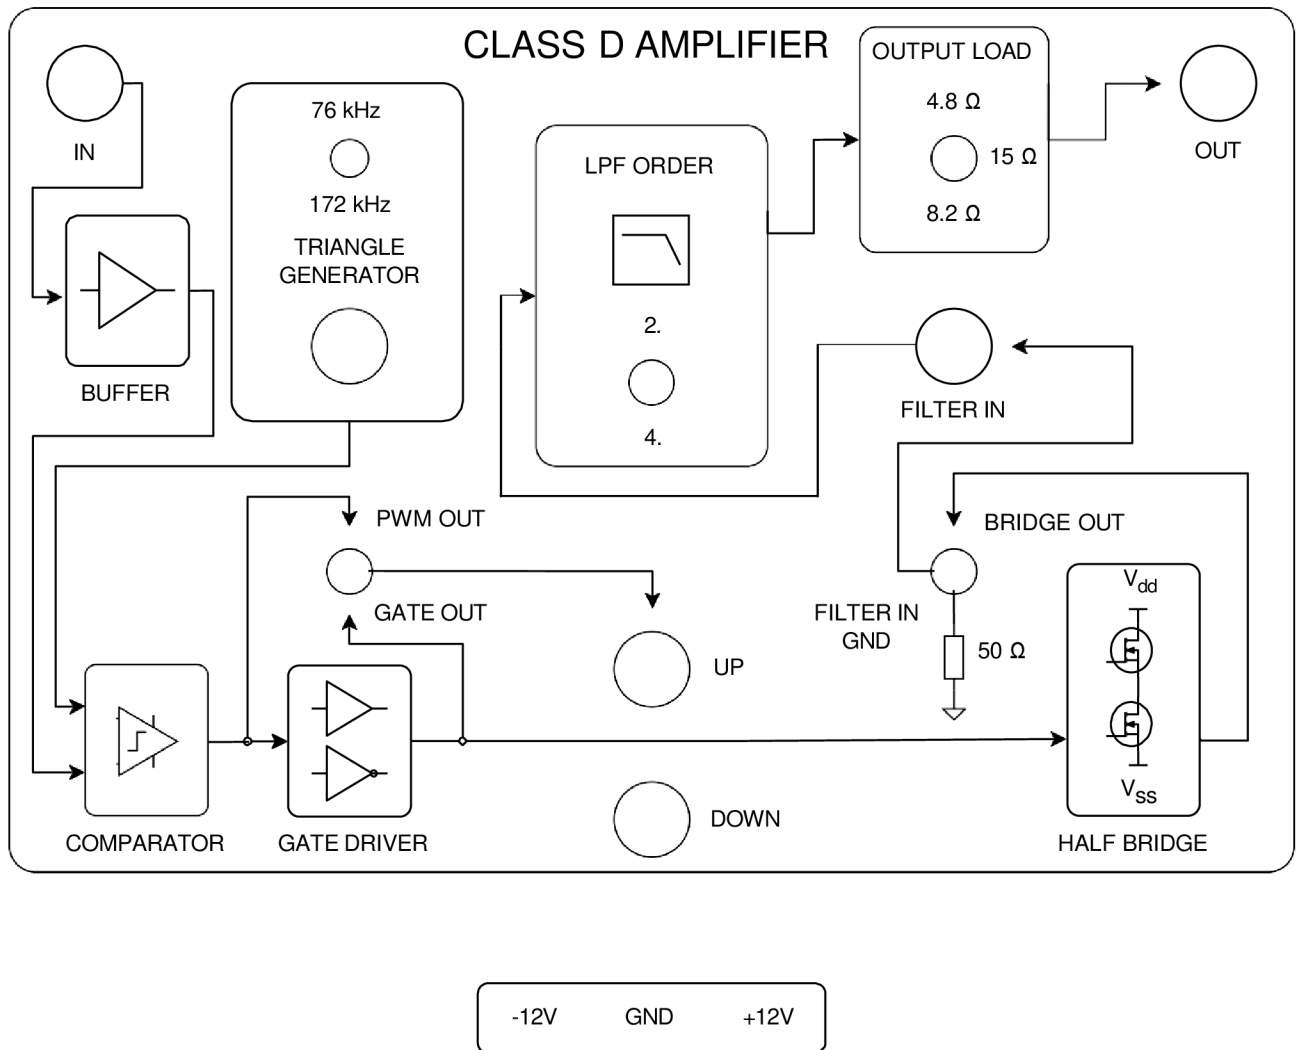 CLASS D AMPLIFIER
IN
76 kHz
172 kHz
TRIANGLE
GENERATOR
BUFFER
LPF ORDER
2.
4.
OUTPUT LOAD
4.8 Ω
15 Ω
8.2 Ω
OUT
FILTER IN
PWM OUT
GATE OUT
BRIDGE OUT
FILTER IN
GND
50 Ω
UP
DOWN
Vdd
VSS
COMPARATOR
GATE DRIVER
HALF BRIDGE
-12V GND +12V